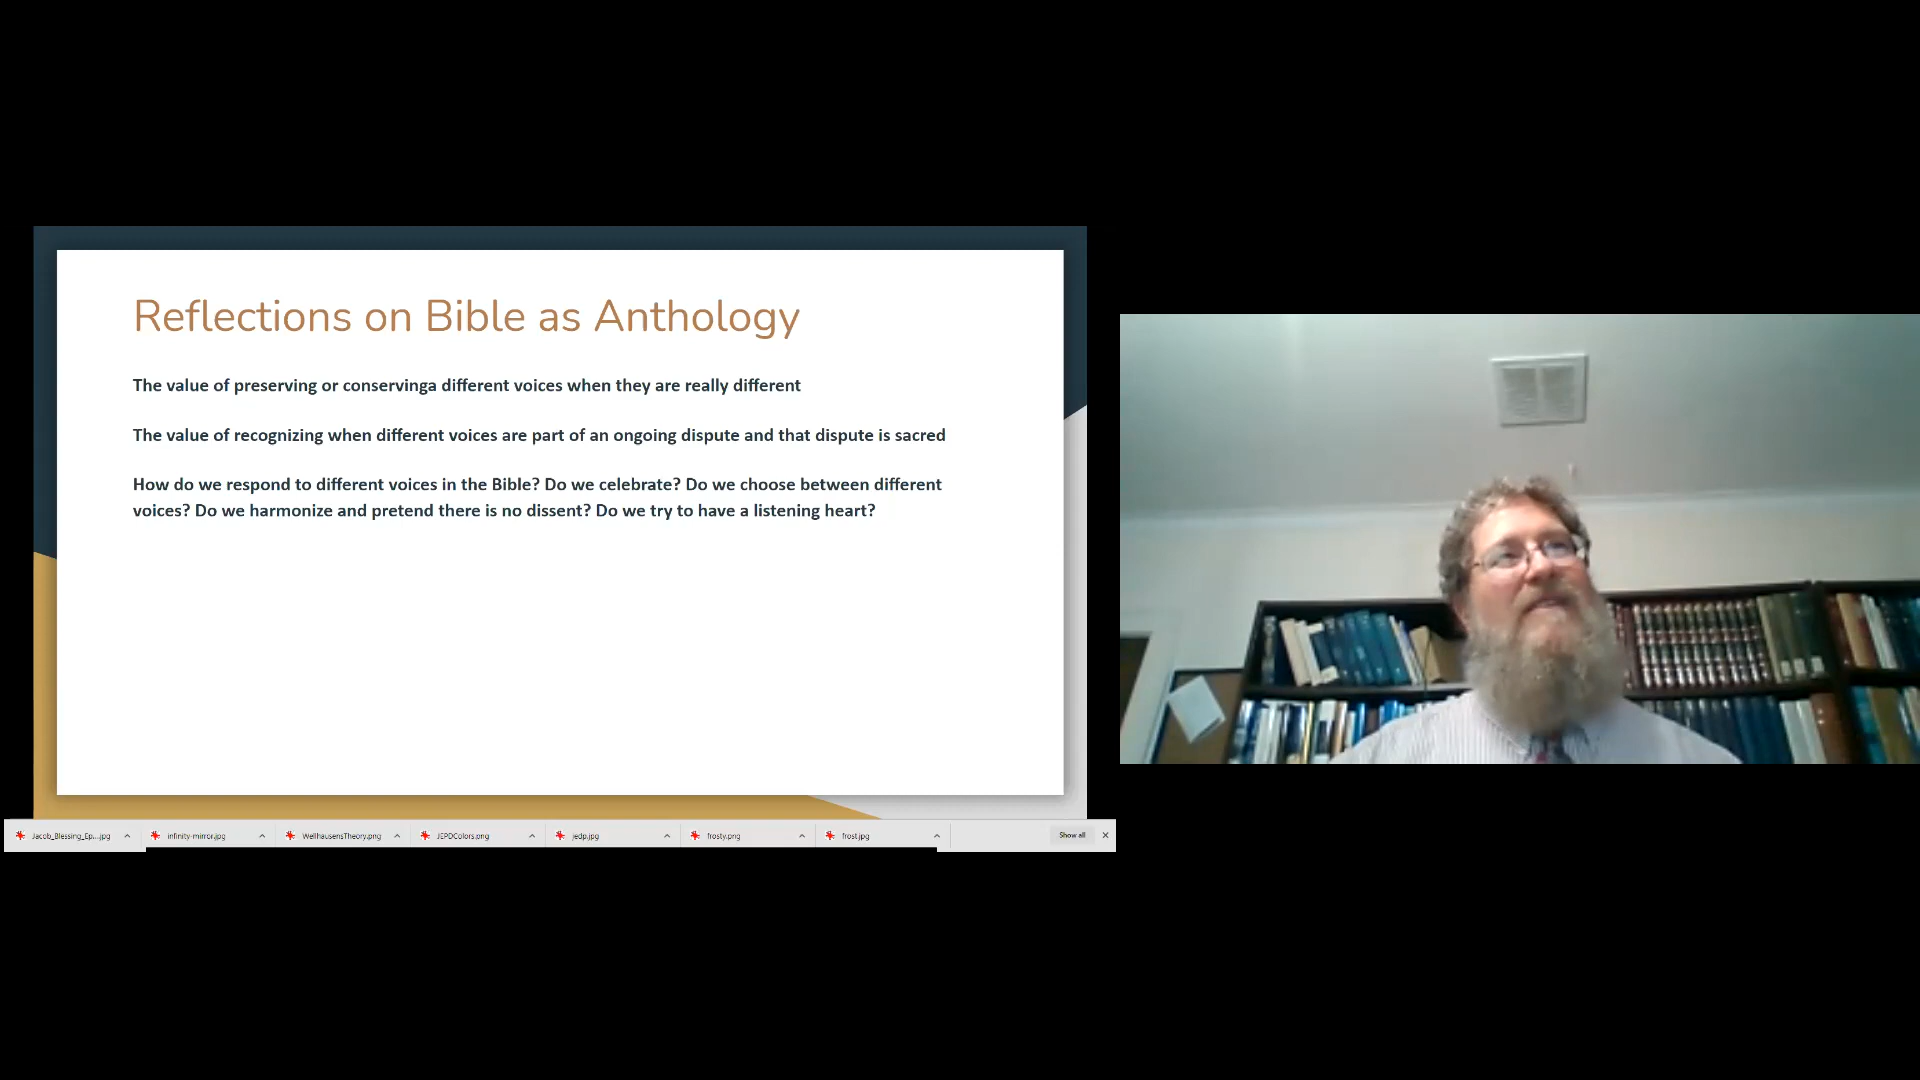 Reflections on Bible as Anthology
The value of preserving or conservinga different voices when they are really different
The value of recognizing when different voices are part of an ongoing dispute and that dispute is sacred
How do we respond to different voices in the Bible? Do we celebrate? Do we choose between different
voices? Do we harmonize and pretend there is no dissent? Do we try to have a listening heart?
Jacob_Blessing_Ep....jpg
infinity-mirror.jpg
WellhausensTheory.png
JEPDColors.png
jedp.jpg
frosty.png
frost.jpg
Show all